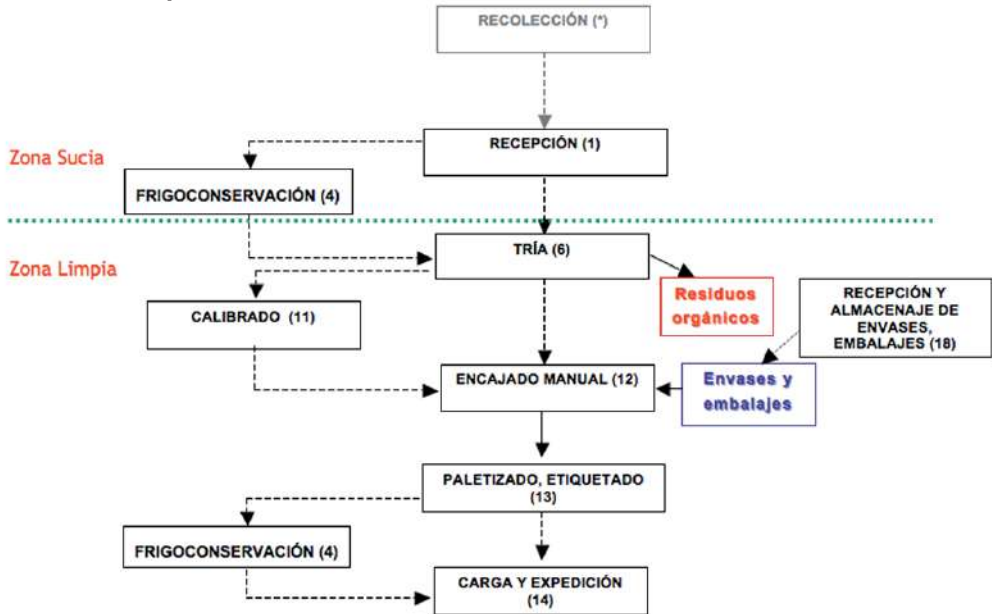 RECOLECCIÓN (*)
RECEPCIÓN (1)
Zona Sucia
FRIGOCONSERVACIÓN (4)
TRÍA (6)
Zona Limpia
Residuos
orgánicos
RECEPCIÓN Y
ALMACENAJE DE
ENVASES,
EMBALAJES (18)
CALIBRADO (11)
ENCAJADO MANUAL (12)
Envases y
embalajes
PALETIZADO, ETIQUETADO
(13)
FRIGOCONSERVACIÓN (4)
CARGA Y EXPEDICIÓN
(14)